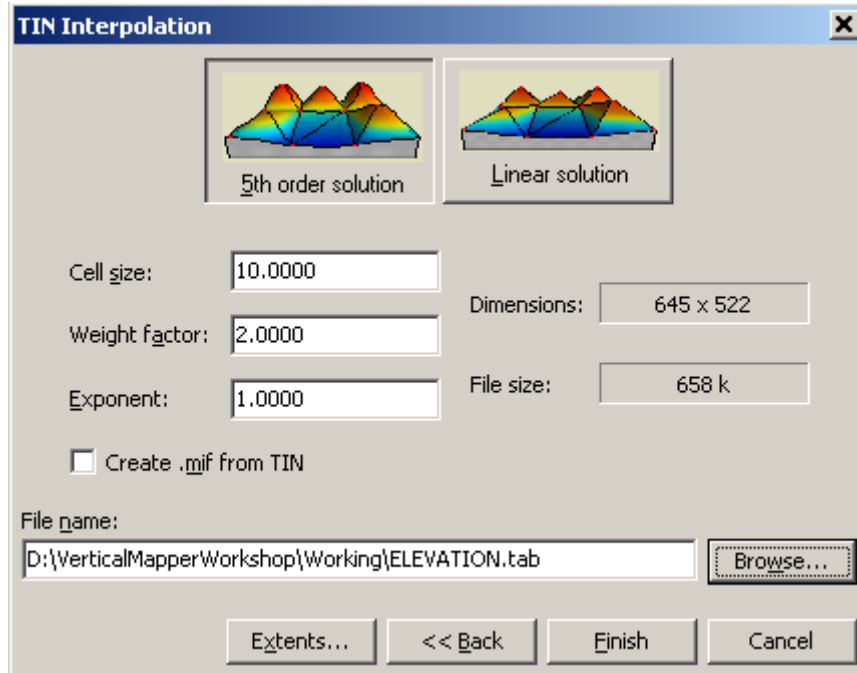 TIN Interpolation
5th order solution
Linear solution
Cell size:
10.0000
Weight factor:
2.0000
Exponent:
1.0000
Dimensions:
645 x 522
File size:
658 k
Create .mif from TIN
File name:
D:\VerticalMapperWorkshop\Working\ELEVATION.tab
Browse...
Extents...
<< Back
Finish
Cancel